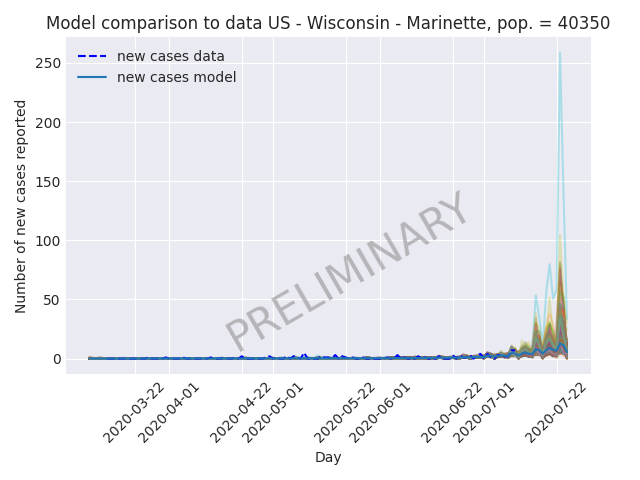 Model comparison to data US - Wisconsin - Marinette, pop. = 40350
new cases data
new cases model
Number of new cases reported
250
200
150
100
50
0
PRELIMINARY
2020-03-22
2020-04-01
2020-04-22
2020-05-01
2020-05-22
2020-06-01
2020-06-22
2020-07-01
2020-07-22
Day